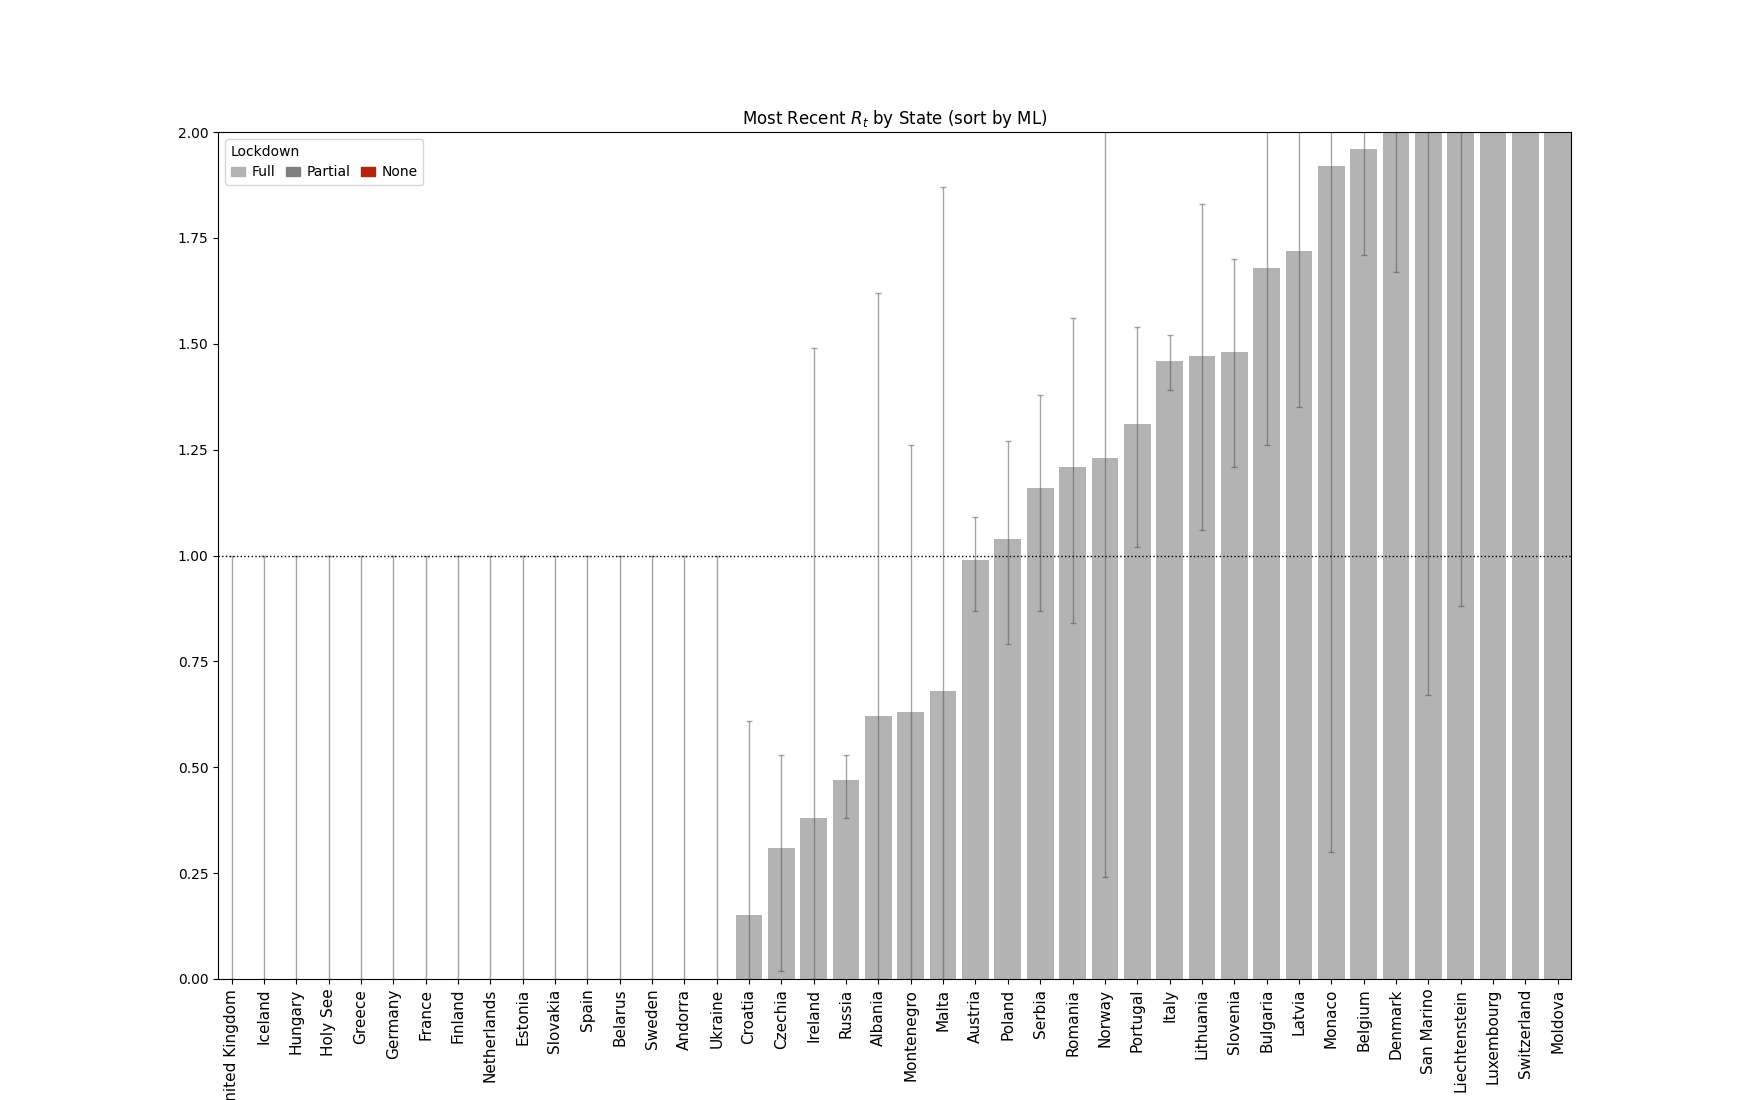 Most Recent R_t by State (sort by ML)
Lockdown
Full Partial None
2.00
1.75
1.50
1.25
1.00
0.75
0.50
0.25
0.00
nited Kingdom
Iceland
Hungary
Holy See
Greece
Germany
France
Finland
Netherlands
Estonia
Slovakia
Spain
Belarus
Sweden
Andorra
Ukraine
Croatia
Czechia
Ireland
Russia
Albania
Montenegro
Malta
Austria
Poland
Serbia
Romania
Norway
Portugal
Italy
Lithuania
Slovenia
Bulgaria
Latvia
Monaco
Belgium
Denmark
San Marino
Liechtenstein
Luxembourg
Switzerland
Moldova